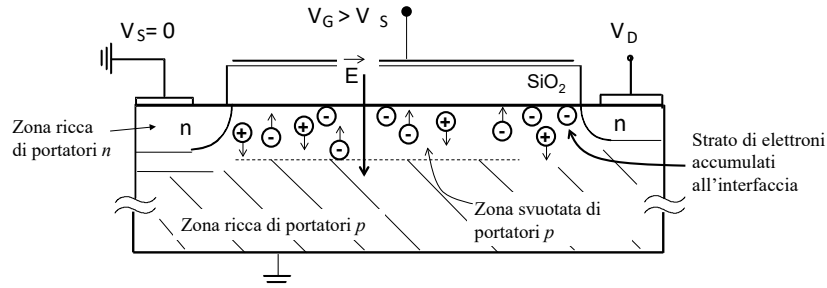 V_G > V_S
V_S = 0
V_D
E
SiO₂
n
n
Zona ricca
di portatori n
Strato di elettroni
accumulati
all'interfaccia
Zona ricca di portatori p
Zona svuotata di
portatori p